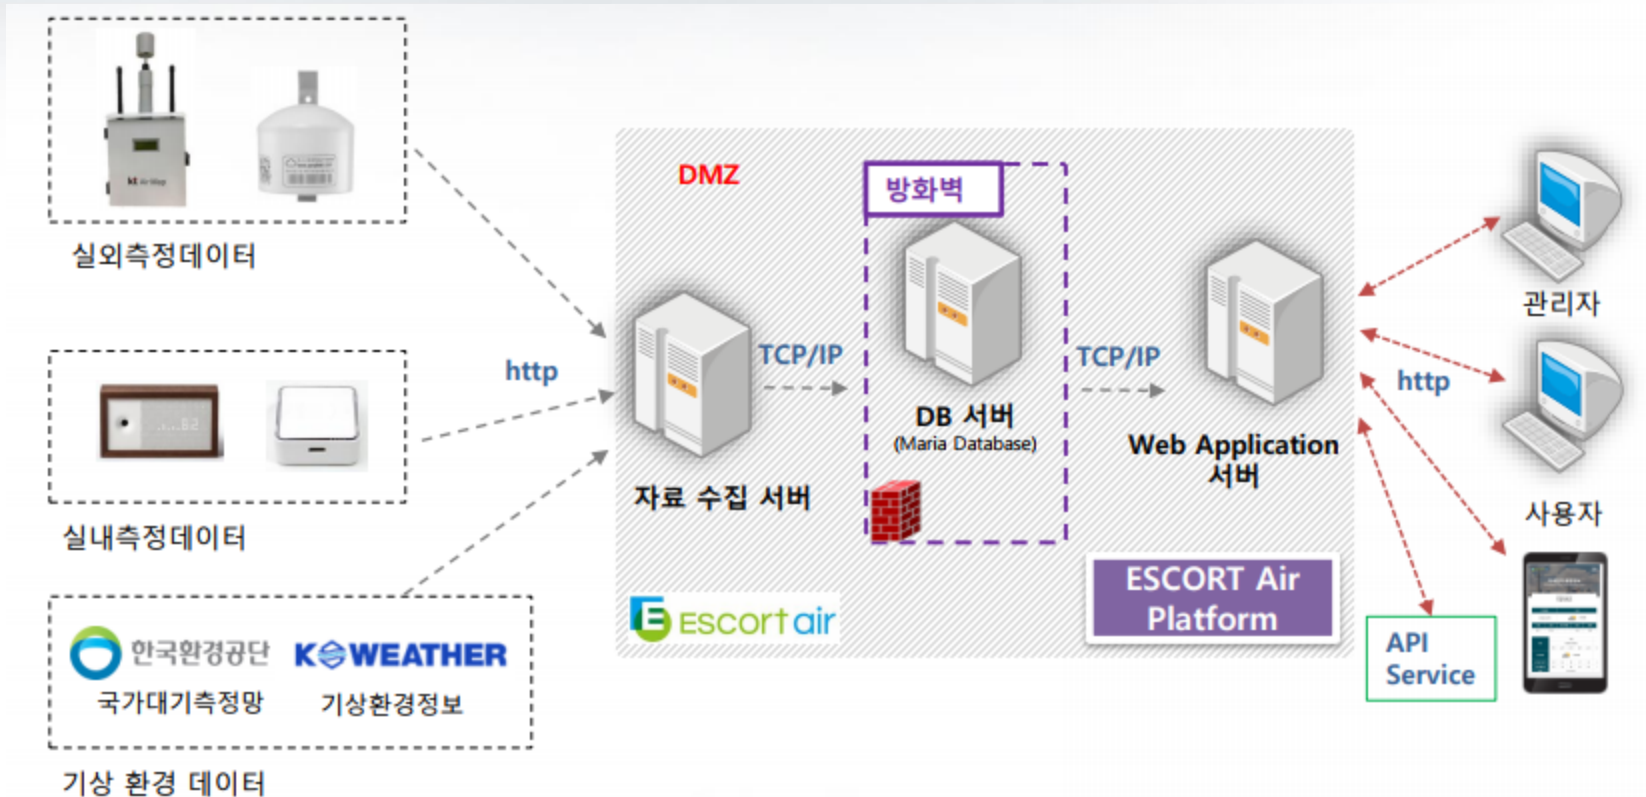 실외측정데이터
실내측정데이터
한국환경공단
국가대기측정망
KWEATHER
기상환경정보
기상 환경 데이터
http
DMZ
방화벽
TCP/IP
TCP/IP
자료 수집 서버
DB 서버
(Maria Database)
Web Application
서버
Escort air
ESCORT Air
Platform
http
관리자
사용자
API
Service